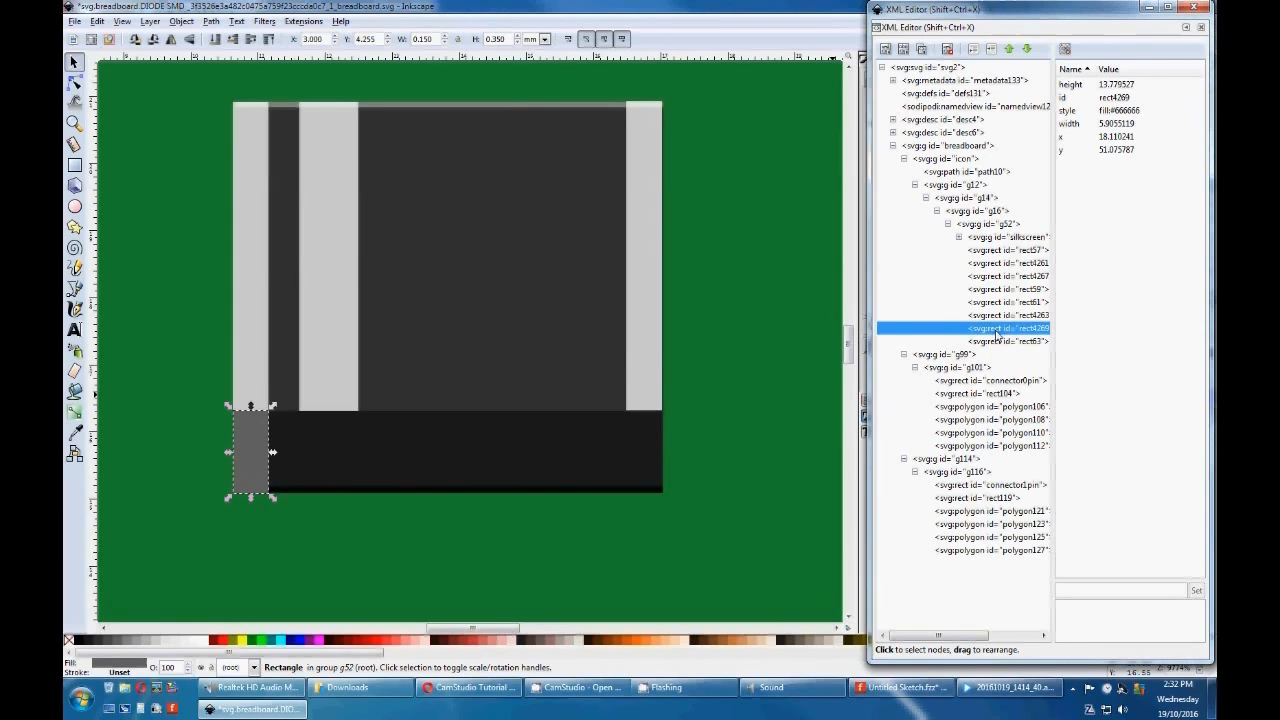 *svg.breadboard.DIODE SMD _3f3526e3a482c0475a759f23cccda0c7_1_breadboard.svg - Inkscape
File Edit View Layer Object Path Text Filters Extensions Help
X: 3.000 Y: 4.255 W: 0.150 H: 0.350 mm
XML Editor (Shift+Ctrl+X)
XML Editor (Shift+Ctrl+X)
Name Value
height 13.779527
id rect4269
style fill:#666666
width 5.9055119
x 18.110241
y 51.075787
<svg:svg id="svg2">
<svg:metadata id="metadata133">
<svg:defs id="defs131">
<sodipodi:namedview id="namedview12
<svg:desc id="desc4">
<svg:desc id="desc6">
<svg:g id="breadboard">
<svg:g id="icon">
<svg:path id="path10">
<svg:g id="g12">
<svg:g id="g14">
<svg:g id="g16">
<svg:g id="g52">
<svg:g id="silkscreen"
<svg:rect id="rect57">
<svg:rect id="rect4261
<svg:rect id="rect4267
<svg:rect id="rect59">
<svg:rect id="rect61">
<svg:rect id="rect4263
<svg:rect id="rect4269
<svg:rect id="rect63">
<svg:g id="g99">
<svg:g id="g101">
<svg:rect id="connector0pin">
<svg:rect id="rect104">
<svg:polygon id="polygon106"
<svg:polygon id="polygon108"
<svg:polygon id="polygon110"
<svg:polygon id="polygon112"
<svg:g id="g114">
<svg:g id="g116">
<svg:rect id="connector1pin">
<svg:rect id="rect119">
<svg:polygon id="polygon121"
<svg:polygon id="polygon123"
<svg:polygon id="polygon125"
<svg:polygon id="polygon127"
Set
Click to select nodes, drag to rearrange.
Fill:
Stroke: Unset
O: 100
(root)
Rectangle in group g52 (root). Click selection to toggle scale/rotation handles.
Z: 9774%
Realtek HD Audio M...
Downloads
CamStudio Tutorial ...
CamStudio - Open ...
Flashing
Sound
Untitled Sketch.fzz* ...
20161019_1414_40.a...
*svg.breadboard.DIO...
2:32 PM
Wednesday
19/10/2016